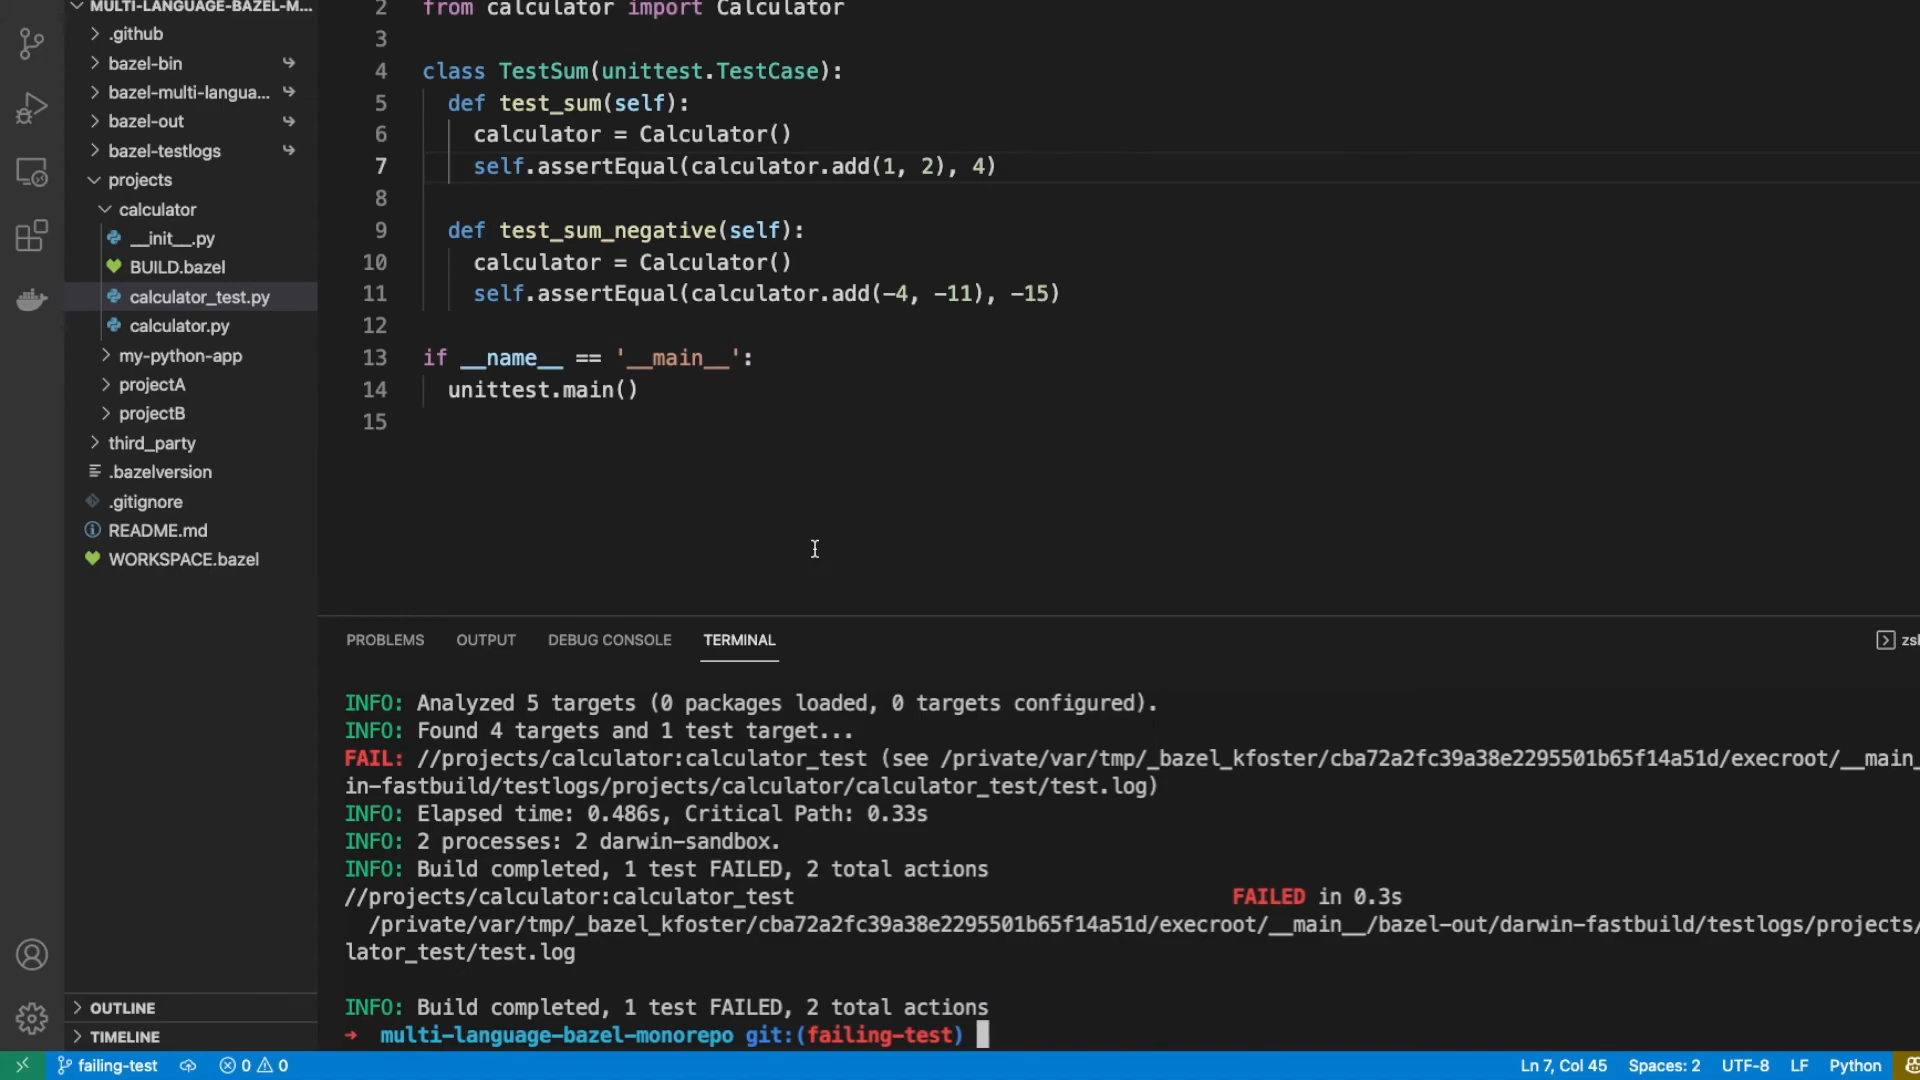 MULTI-LANGUAGE-BAZEL-M...
.github
bazel-bin
bazel-multi-langua...
bazel-out
bazel-testlogs
projects
calculator
__init__.py
BUILD.bazel
calculator_test.py
calculator.py
my-python-app
projectA
projectB
third_party
.bazelversion
.gitignore
README.md
WORKSPACE.bazel
OUTLINE
TIMELINE
2 from calculator import Calculator
3
4 class TestSum(unittest.TestCase):
5 def test_sum(self):
6 calculator = Calculator()
7 self.assertEqual(calculator.add(1, 2), 4)
8
9 def test_sum_negative(self):
10 calculator = Calculator()
11 self.assertEqual(calculator.add(-4, -11), -15)
12
13 if __name__ == '__main__':
14 unittest.main()
15
PROBLEMS OUTPUT DEBUG CONSOLE TERMINAL zsl
INFO: Analyzed 5 targets (0 packages loaded, 0 targets configured).
INFO: Found 4 targets and 1 test target...
FAIL: //projects/calculator:calculator_test (see /private/var/tmp/_bazel_kfoster/cba72a2fc39a38e2295501b65f14a51d/execroot/__main_
in-fastbuild/testlogs/projects/calculator/calculator_test/test.log)
INFO: Elapsed time: 0.486s, Critical Path: 0.33s
INFO: 2 processes: 2 darwin-sandbox.
INFO: Build completed, 1 test FAILED, 2 total actions
//projects/calculator:calculator_test FAILED in 0.3s
/private/var/tmp/_bazel_kfoster/cba72a2fc39a38e2295501b65f14a51d/execroot/__main__/bazel-out/darwin-fastbuild/testlogs/projects/
lator_test/test.log
INFO: Build completed, 1 test FAILED, 2 total actions
➜ multi-language-bazel-monorepo git:(failing-test)
failing-test 0 0 Ln 7, Col 45 Spaces: 2 UTF-8 LF Python